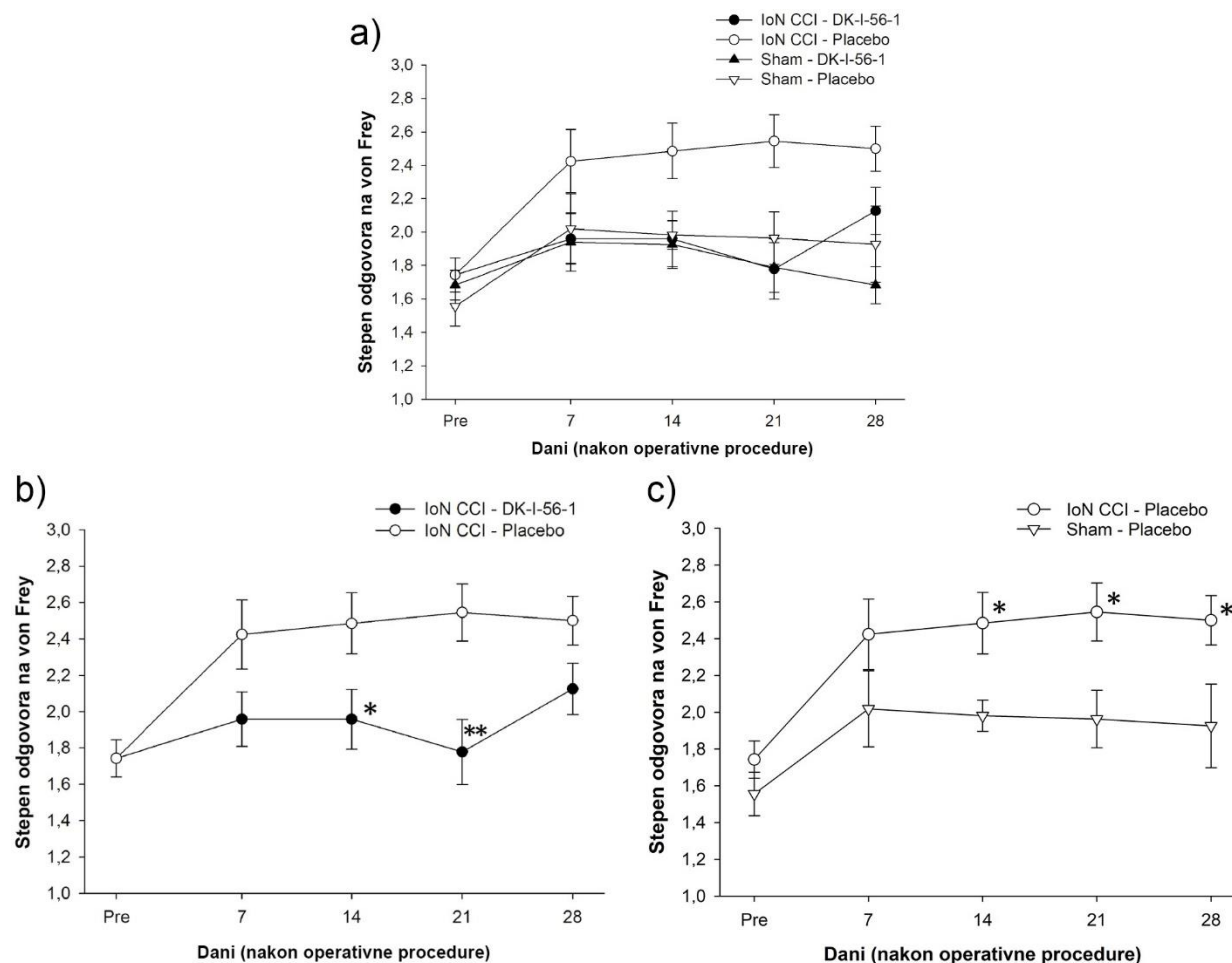 a)
IoN CCI - DK-I-56-1
IoN CCI - Placebo
Sham - DK-I-56-1
Sham - Placebo
Stepen odgovora na von Frey
3,0
2,8
2,6
2,4
2,2
2,0
1,8
1,6
1,4
1,2
1,0
Pre 7 14 21 28
Dani (nakon operativne procedure)
b)
IoN CCI - DK-I-56-1
IoN CCI - Placebo
Stepen odgovora na von Frey
3,0
2,8
2,6
2,4
2,2
2,0
1,8
1,6
1,4
1,2
1,0
*
**
Pre 7 14 21 28
Dani (nakon operativne procedure)
c)
IoN CCI - Placebo
Sham - Placebo
Stepen odgovora na von Frey
3,0
2,8
2,6
2,4
2,2
2,0
1,8
1,6
1,4
1,2
1,0
* * *
Pre 7 14 21 28
Dani (nakon operativne procedure)